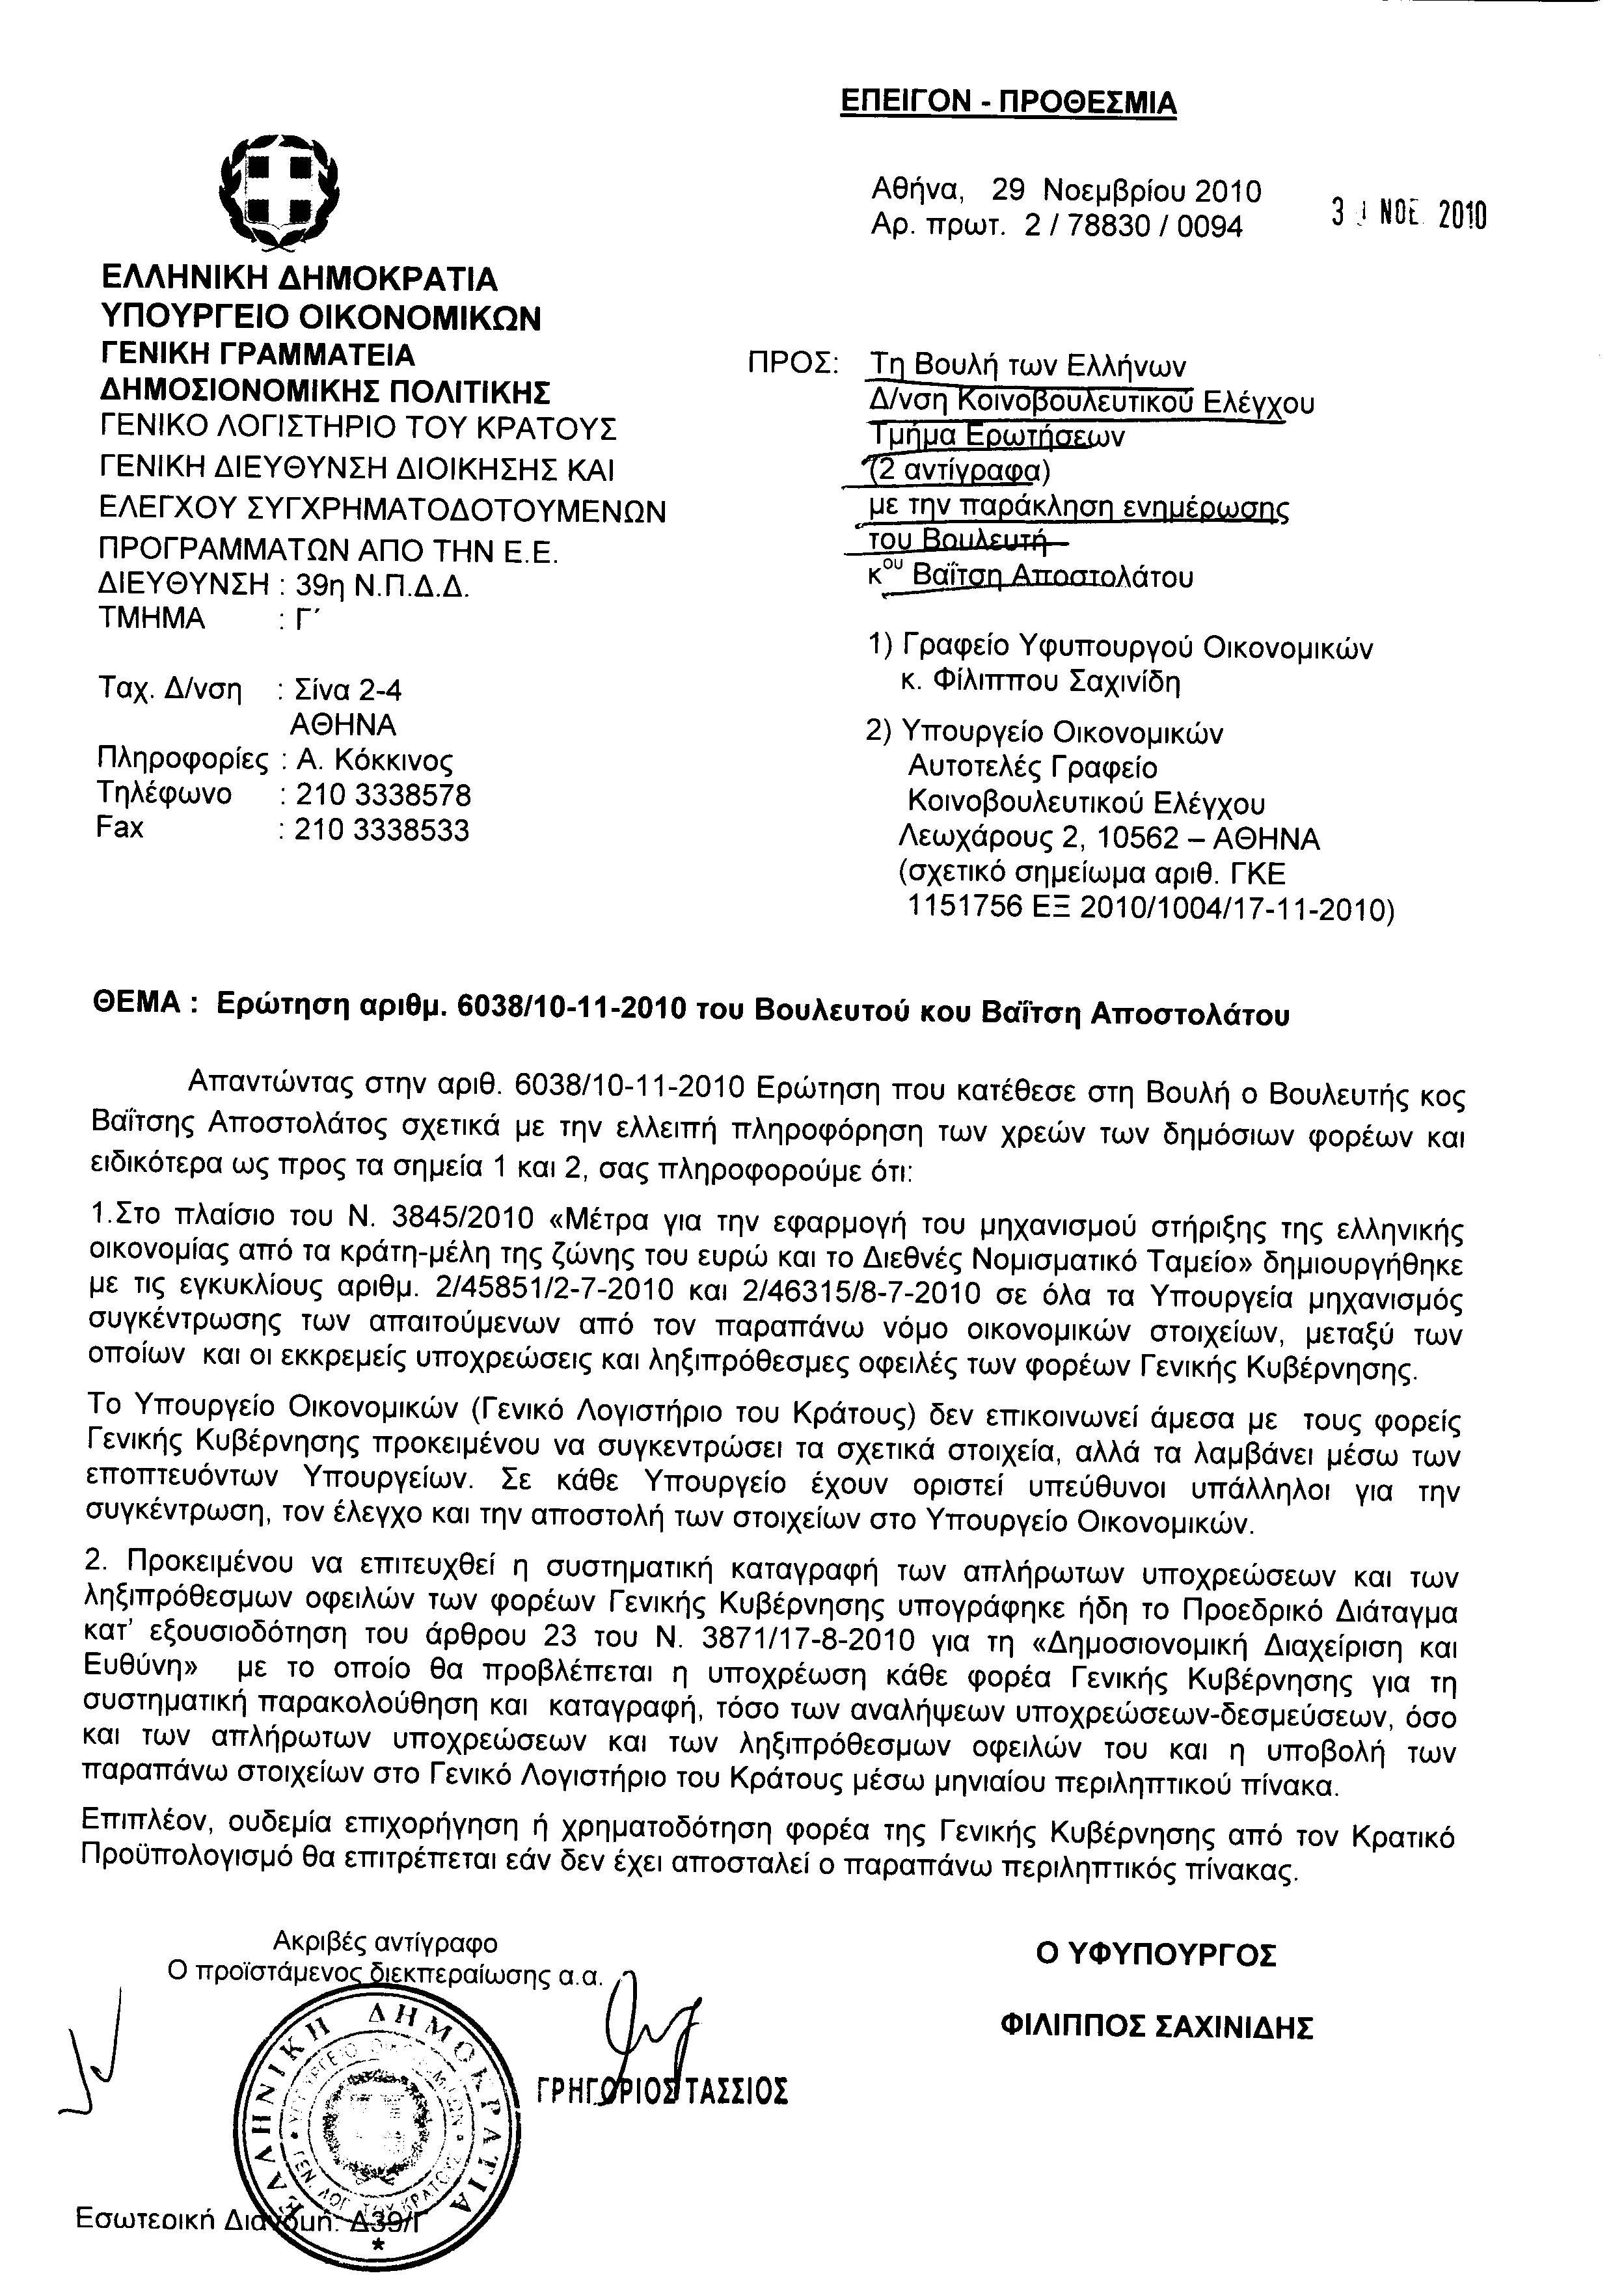 ΕΠΕΙΓΟΝ - ΠΡΟΘΕΣΜΙΑ
Αθήνα, 29 Νοεμβρίου 2010
Αρ. πρωτ. 2 / 78830 / 0094
ΝΟΕ 2010
ΕΛΛΗΝΙΚΗ ΔΗΜΟΚΡΑΤΙΑ
ΥΠΟΥΡΓΕΙΟ ΟΙΚΟΝΟΜΙΚΩΝ
ΓΕΝΙΚΗ ΓΡΑΜΜΑΤΕΙΑ
ΔΗΜΟΣΙΟΝΟΜΙΚΗΣ ΠΟΛΙΤΙΚΗΣ
ΓΕΝΙΚΟ ΛΟΓΙΣΤΗΡΙΟ ΤΟΥ ΚΡΑΤΟΥΣ
ΓΕΝΙΚΗ ΔΙΕΥΘΥΝΣΗ ΔΙΟΙΚΗΣΗΣ ΚΑΙ
ΕΛΕΓΧΟΥ ΣΥΓΧΡΗΜΑΤΟΔΟΤΟΥΜΕΝΩΝ
ΠΡΟΓΡΑΜΜΑΤΩΝ ΑΠΟ ΤΗΝ Ε.Ε.
ΔΙΕΥΘΥΝΣΗ : 39η Ν.Π.Δ.Δ.
ΤΜΗΜΑ : Γ΄
Ταχ. Δ/νση : Σίνα 2-4
ΑΘΗΝΑ
Πληροφορίες : Α. Κόκκινος
Τηλέφωνο : 210 3338578
Fax : 210 3338533
ΠΡΟΣ: Τη Βουλή των Ελλήνων
Δ/νση Κοινοβουλευτικού Ελέγχου
Τμήμα Ερωτήσεων
(2 αντίγραφα)
με την παράκληση ενημέρωσης
του Βουλευτή
κου Βαΐτση Αποστολάτου
1) Γραφείο Υφυπουργού Οικονομικών
κ. Φίλιππου Σαχινίδη
2) Υπουργείο Οικονομικών
Αυτοτελές Γραφείο
Κοινοβουλευτικού Ελέγχου
Λεωχάρους 2, 10562 – ΑΘΗΝΑ
(σχετικό σημείωμα αριθ. ΓΚΕ
1151756 ΕΞ 2010/1004/17-11-2010)
ΘΕΜΑ : Ερώτηση αριθμ. 6038/10-11-2010 του Βουλευτού κου Βαΐτση Αποστολάτου
Απαντώντας στην αριθ. 6038/10-11-2010 Ερώτηση που κατέθεσε στη Βουλή ο Βουλευτής κος
Βαΐτσης Αποστολάτος σχετικά με την ελλειπή πληροφόρηση των χρεών των δημόσιων φορέων και
ειδικότερα ως προς τα σημεία 1 και 2, σας πληροφορούμε ότι:
1.Στο πλαίσιο του Ν. 3845/2010 «Μέτρα για την εφαρμογή του μηχανισμού στήριξης της ελληνικής
οικονομίας από τα κράτη-μέλη της ζώνης του ευρώ και το Διεθνές Νομισματικό Ταμείο» δημιουργήθηκε
με τις εγκυκλίους αριθμ. 2/45851/2-7-2010 και 2/46315/8-7-2010 σε όλα τα Υπουργεία μηχανισμός
συγκέντρωσης των απαιτούμενων από τον παραπάνω νόμο οικονομικών στοιχείων, μεταξύ των
οποίων και οι εκκρεμείς υποχρεώσεις και ληξιπρόθεσμες οφειλές των φορέων Γενικής Κυβέρνησης.
Το Υπουργείο Οικονομικών (Γενικό Λογιστήριο του Κράτους) δεν επικοινωνεί άμεσα με τους φορείς
Γενικής Κυβέρνησης προκειμένου να συγκεντρώσει τα σχετικά στοιχεία, αλλά τα λαμβάνει μέσω των
εποπτευόντων Υπουργείων. Σε κάθε Υπουργείο έχουν οριστεί υπεύθυνοι υπάλληλοι για την
συγκέντρωση, τον έλεγχο και την αποστολή των στοιχείων στο Υπουργείο Οικονομικών.
2. Προκειμένου να επιτευχθεί η συστηματική καταγραφή των απλήρωτων υποχρεώσεων και των
ληξιπρόθεσμων οφειλών των φορέων Γενικής Κυβέρνησης υπογράφηκε ήδη το Προεδρικό Διάταγμα
κατ' εξουσιοδότηση του άρθρου 23 του Ν. 3871/17-8-2010 για τη «Δημοσιονομική Διαχείριση και
Ευθύνη» με το οποίο θα προβλέπεται η υποχρέωση κάθε φορέα Γενικής Κυβέρνησης για τη
συστηματική παρακολούθηση και καταγραφή, τόσο των αναλήψεων υποχρεώσεων-δεσμεύσεων, όσο
και των απλήρωτων υποχρεώσεων και των ληξιπρόθεσμων οφειλών του και η υποβολή των
παραπάνω στοιχείων στο Γενικό Λογιστήριο του Κράτους μέσω μηνιαίου περιληπτικού πίνακα.
Επιπλέον, ουδεμία επιχορήγηση ή χρηματοδότηση φορέα της Γενικής Κυβέρνησης από τον Κρατικό
Προϋπολογισμό θα επιτρέπεται εάν δεν έχει αποσταλεί ο παραπάνω περιληπτικός πίνακας.
Ακριβές αντίγραφο
Ο προϊστάμενος διεκπεραίωσης α.α.
ΓΡΗΓΟΡΙΟΣ ΤΑΣΣΙΟΣ
Ο ΥΦΥΠΟΥΡΓΟΣ
ΦΙΛΙΠΠΟΣ ΣΑΧΙΝΙΔΗΣ
ΕΛΛΗΝΙΚΗ ΔΗΜΟΚΡΑΤΙΑ
ΓΕΝ. ΛΟΓ. ΤΟΥ ΚΡΑΤΟΥΣ
Εσωτερική Διανομή: Δ39/Γ